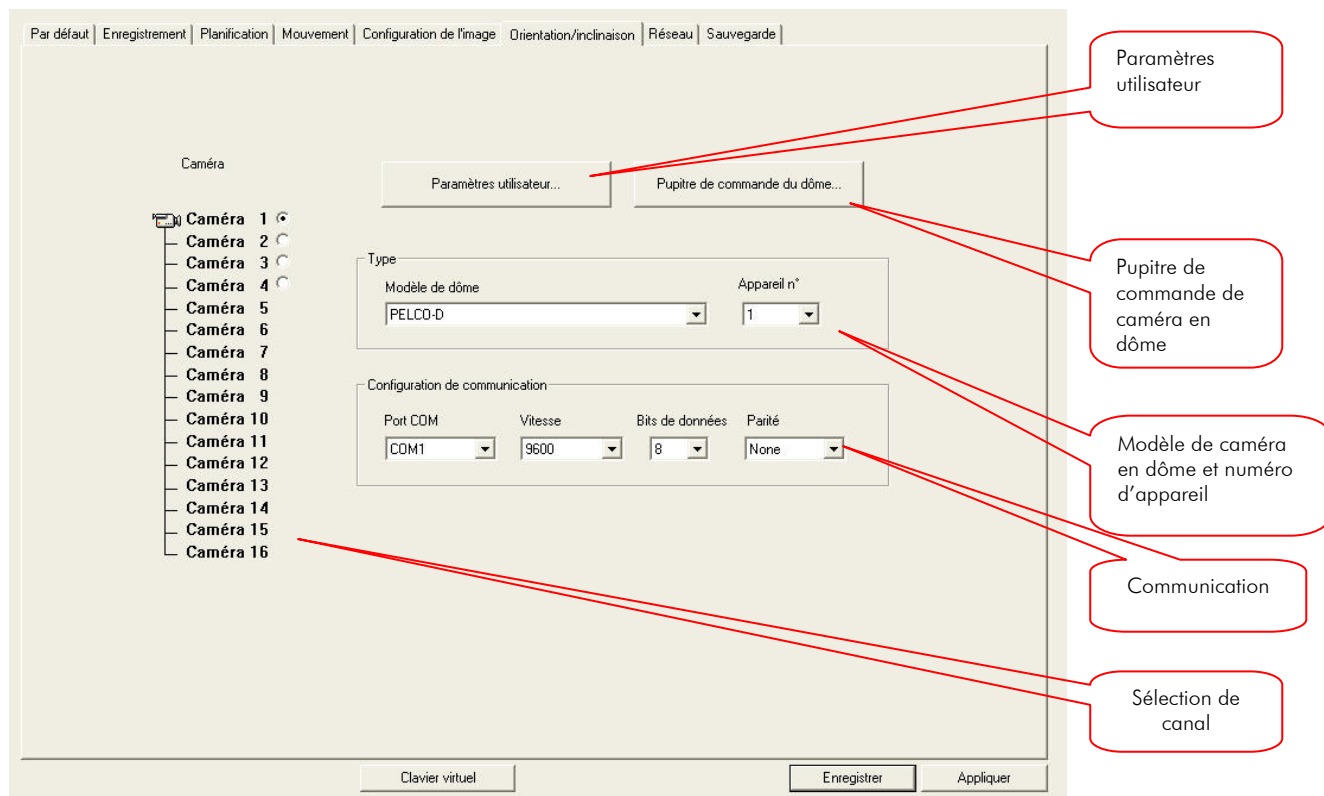 Par défaut Enregistrement Planification Mouvement Configuration de l'image Orientation/inclinaison Réseau Sauvegarde
Paramètres
utilisateur
Caméra
Paramètres utilisateur...
Pupitre de commande du dôme...
Caméra 1
Caméra 2
Caméra 3
Caméra 4
Caméra 5
Caméra 6
Caméra 7
Caméra 8
Caméra 9
Caméra 10
Caméra 11
Caméra 12
Caméra 13
Caméra 14
Caméra 15
Caméra 16
Type
Modèle de dôme
Appareil n°
PELCO-D
1
Configuration de communication
Port COM
Vitesse
Bits de données
Parité
COM1
9600
8
None
Pupitre de
commande de
caméra en
dôme
Modèle de caméra
en dôme et numéro
d'appareil
Communication
Sélection de
canal
Clavier virtuel
Enregistrer
Appliquer